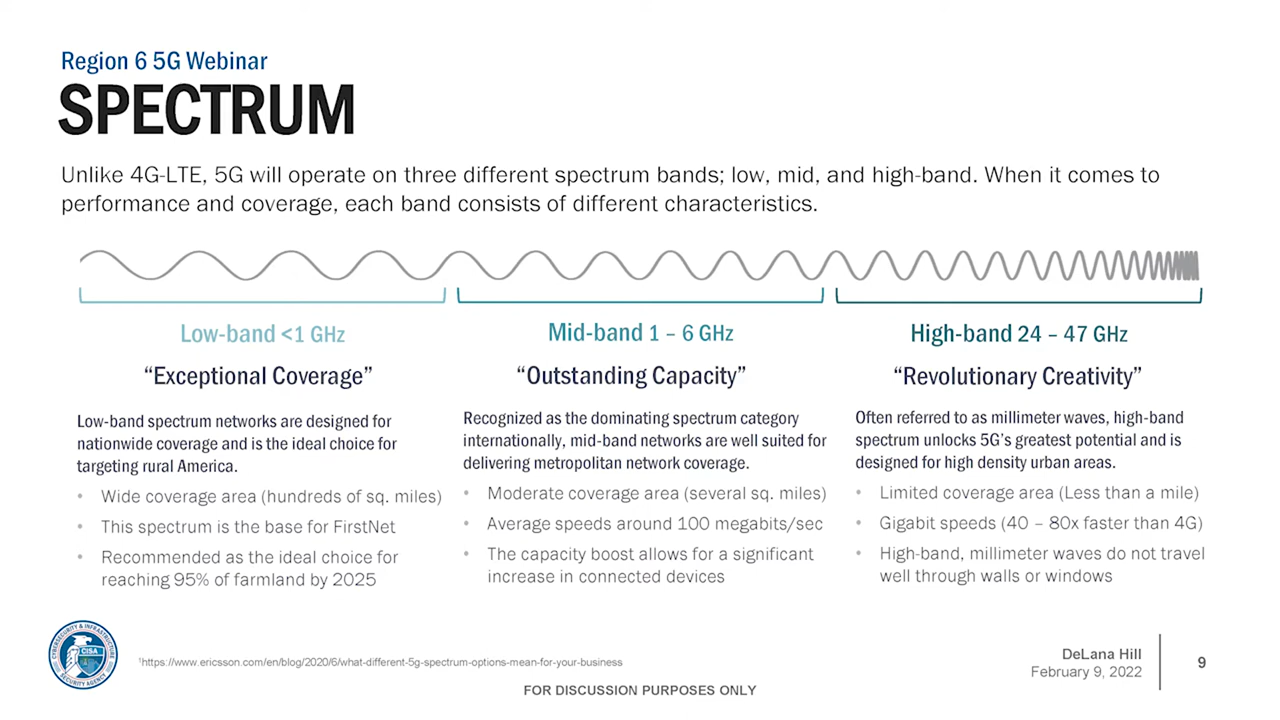 Region 6 5G Webinar
SPECTRUM
Unlike 4G-LTE, 5G will operate on three different spectrum bands; low, mid, and high-band. When it comes to
performance and coverage, each band consists of different characteristics.
Low-band <1 GHz
“Exceptional Coverage”
Low-band spectrum networks are designed for
nationwide coverage and is the ideal choice for
targeting rural America.
• Wide coverage area (hundreds of sq. miles)
• This spectrum is the base for FirstNet
• Recommended as the ideal choice for
reaching 95% of farmland by 2025
Mid-band 1 – 6 GHz
“Outstanding Capacity”
Recognized as the dominating spectrum category
internationally, mid-band networks are well suited for
delivering metropolitan network coverage.
• Moderate coverage area (several sq. miles)
• Average speeds around 100 megabits/sec
• The capacity boost allows for a significant
increase in connected devices
High-band 24 – 47 GHz
“Revolutionary Creativity”
Often referred to as millimeter waves, high-band
spectrum unlocks 5G’s greatest potential and is
designed for high density urban areas.
• Limited coverage area (Less than a mile)
• Gigabit speeds (40 – 80x faster than 4G)
• High-band, millimeter waves do not travel
well through walls or windows
CYBERSECURITY & INFRASTRUCTURE
CISA
SECURITY AGENCY
¹https://www.ericsson.com/en/blog/2020/6/what-different-5g-spectrum-options-mean-for-your-business
FOR DISCUSSION PURPOSES ONLY
DeLana Hill
February 9, 2022
9